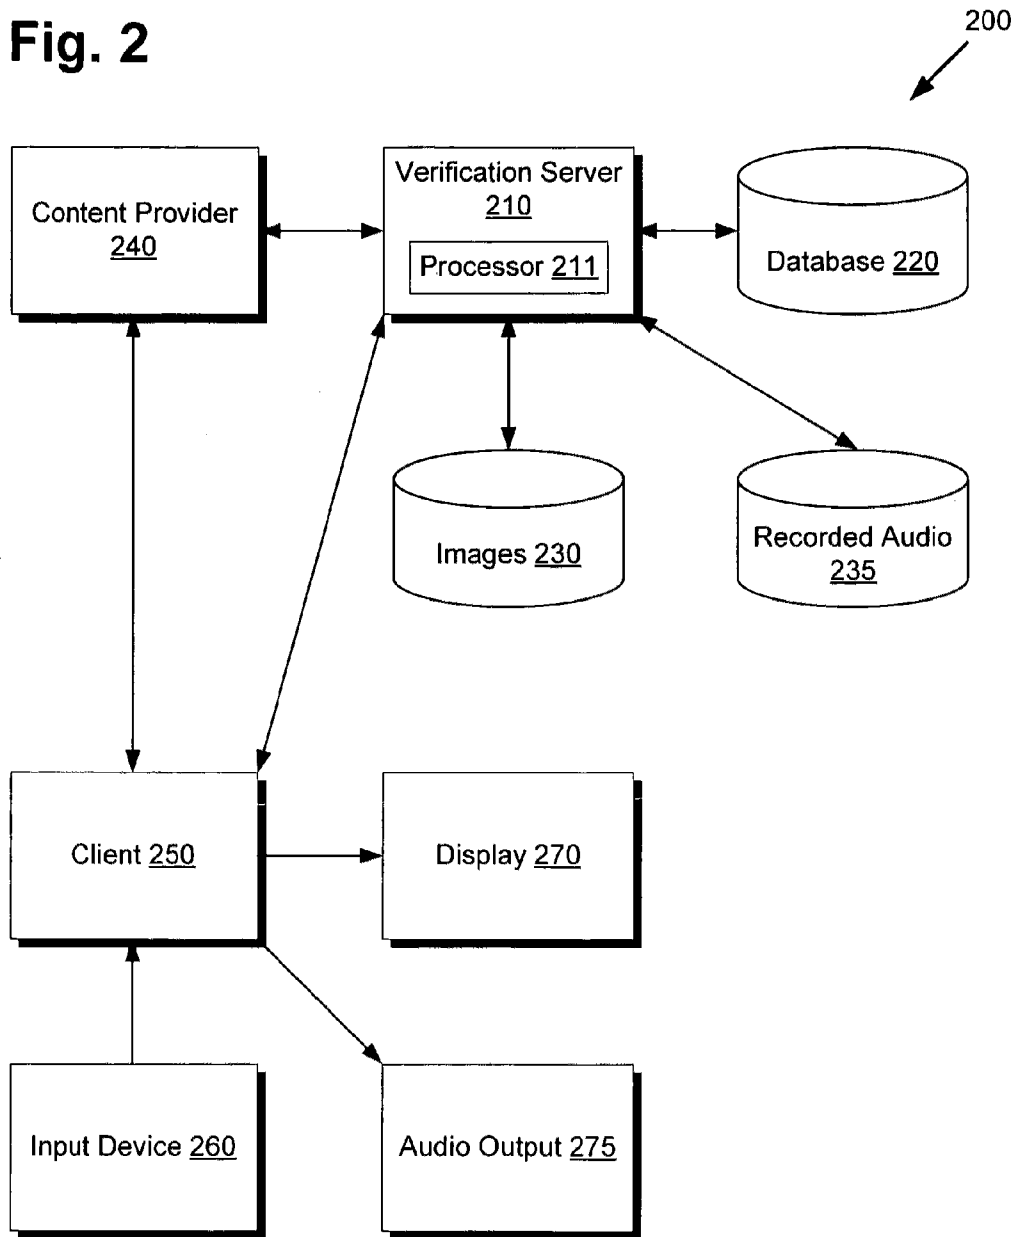 Fig. 2
200
Content Provider
240
Verification Server
210
Processor 211
Database 220
Images 230
Recorded Audio
235
Client 250
Display 270
Input Device 260
Audio Output 275